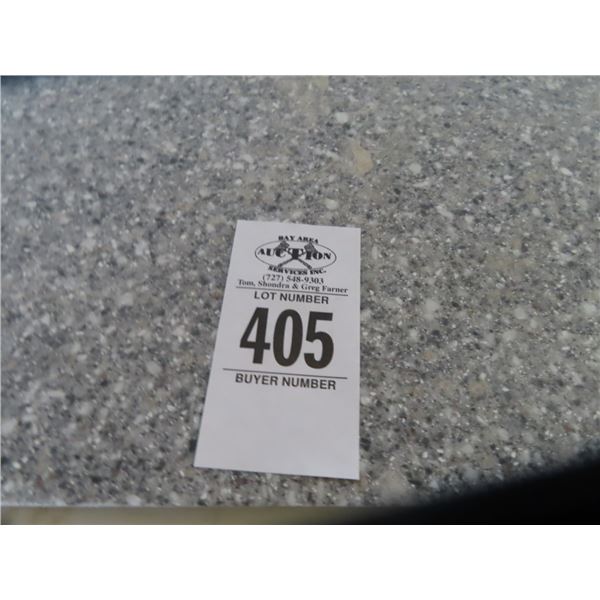 BAY AREA
AUCTION
SERVICES INC.
(727) 548-9303
Tom, Shondra & Greg Farner
LOT NUMBER
405
BUYER NUMBER